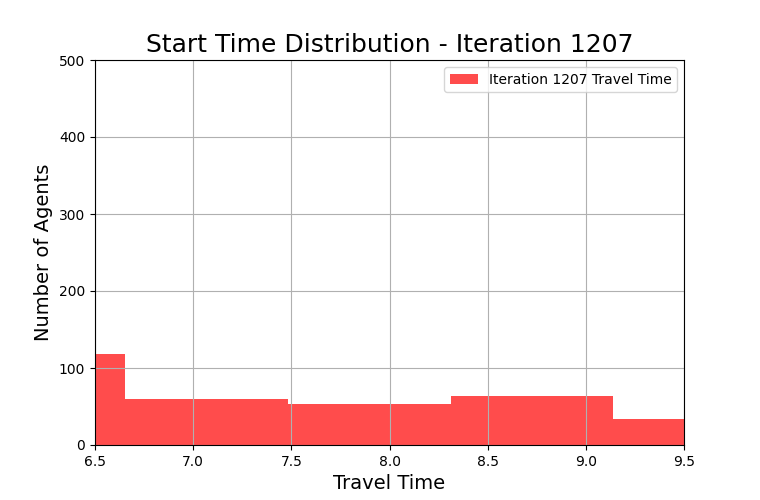 Start Time Distribution - Iteration 1207
Iteration 1207 Travel Time
Number of Agents
500
400
300
200
100
0
6.5 7.0 7.5 8.0 8.5 9.0 9.5
Travel Time